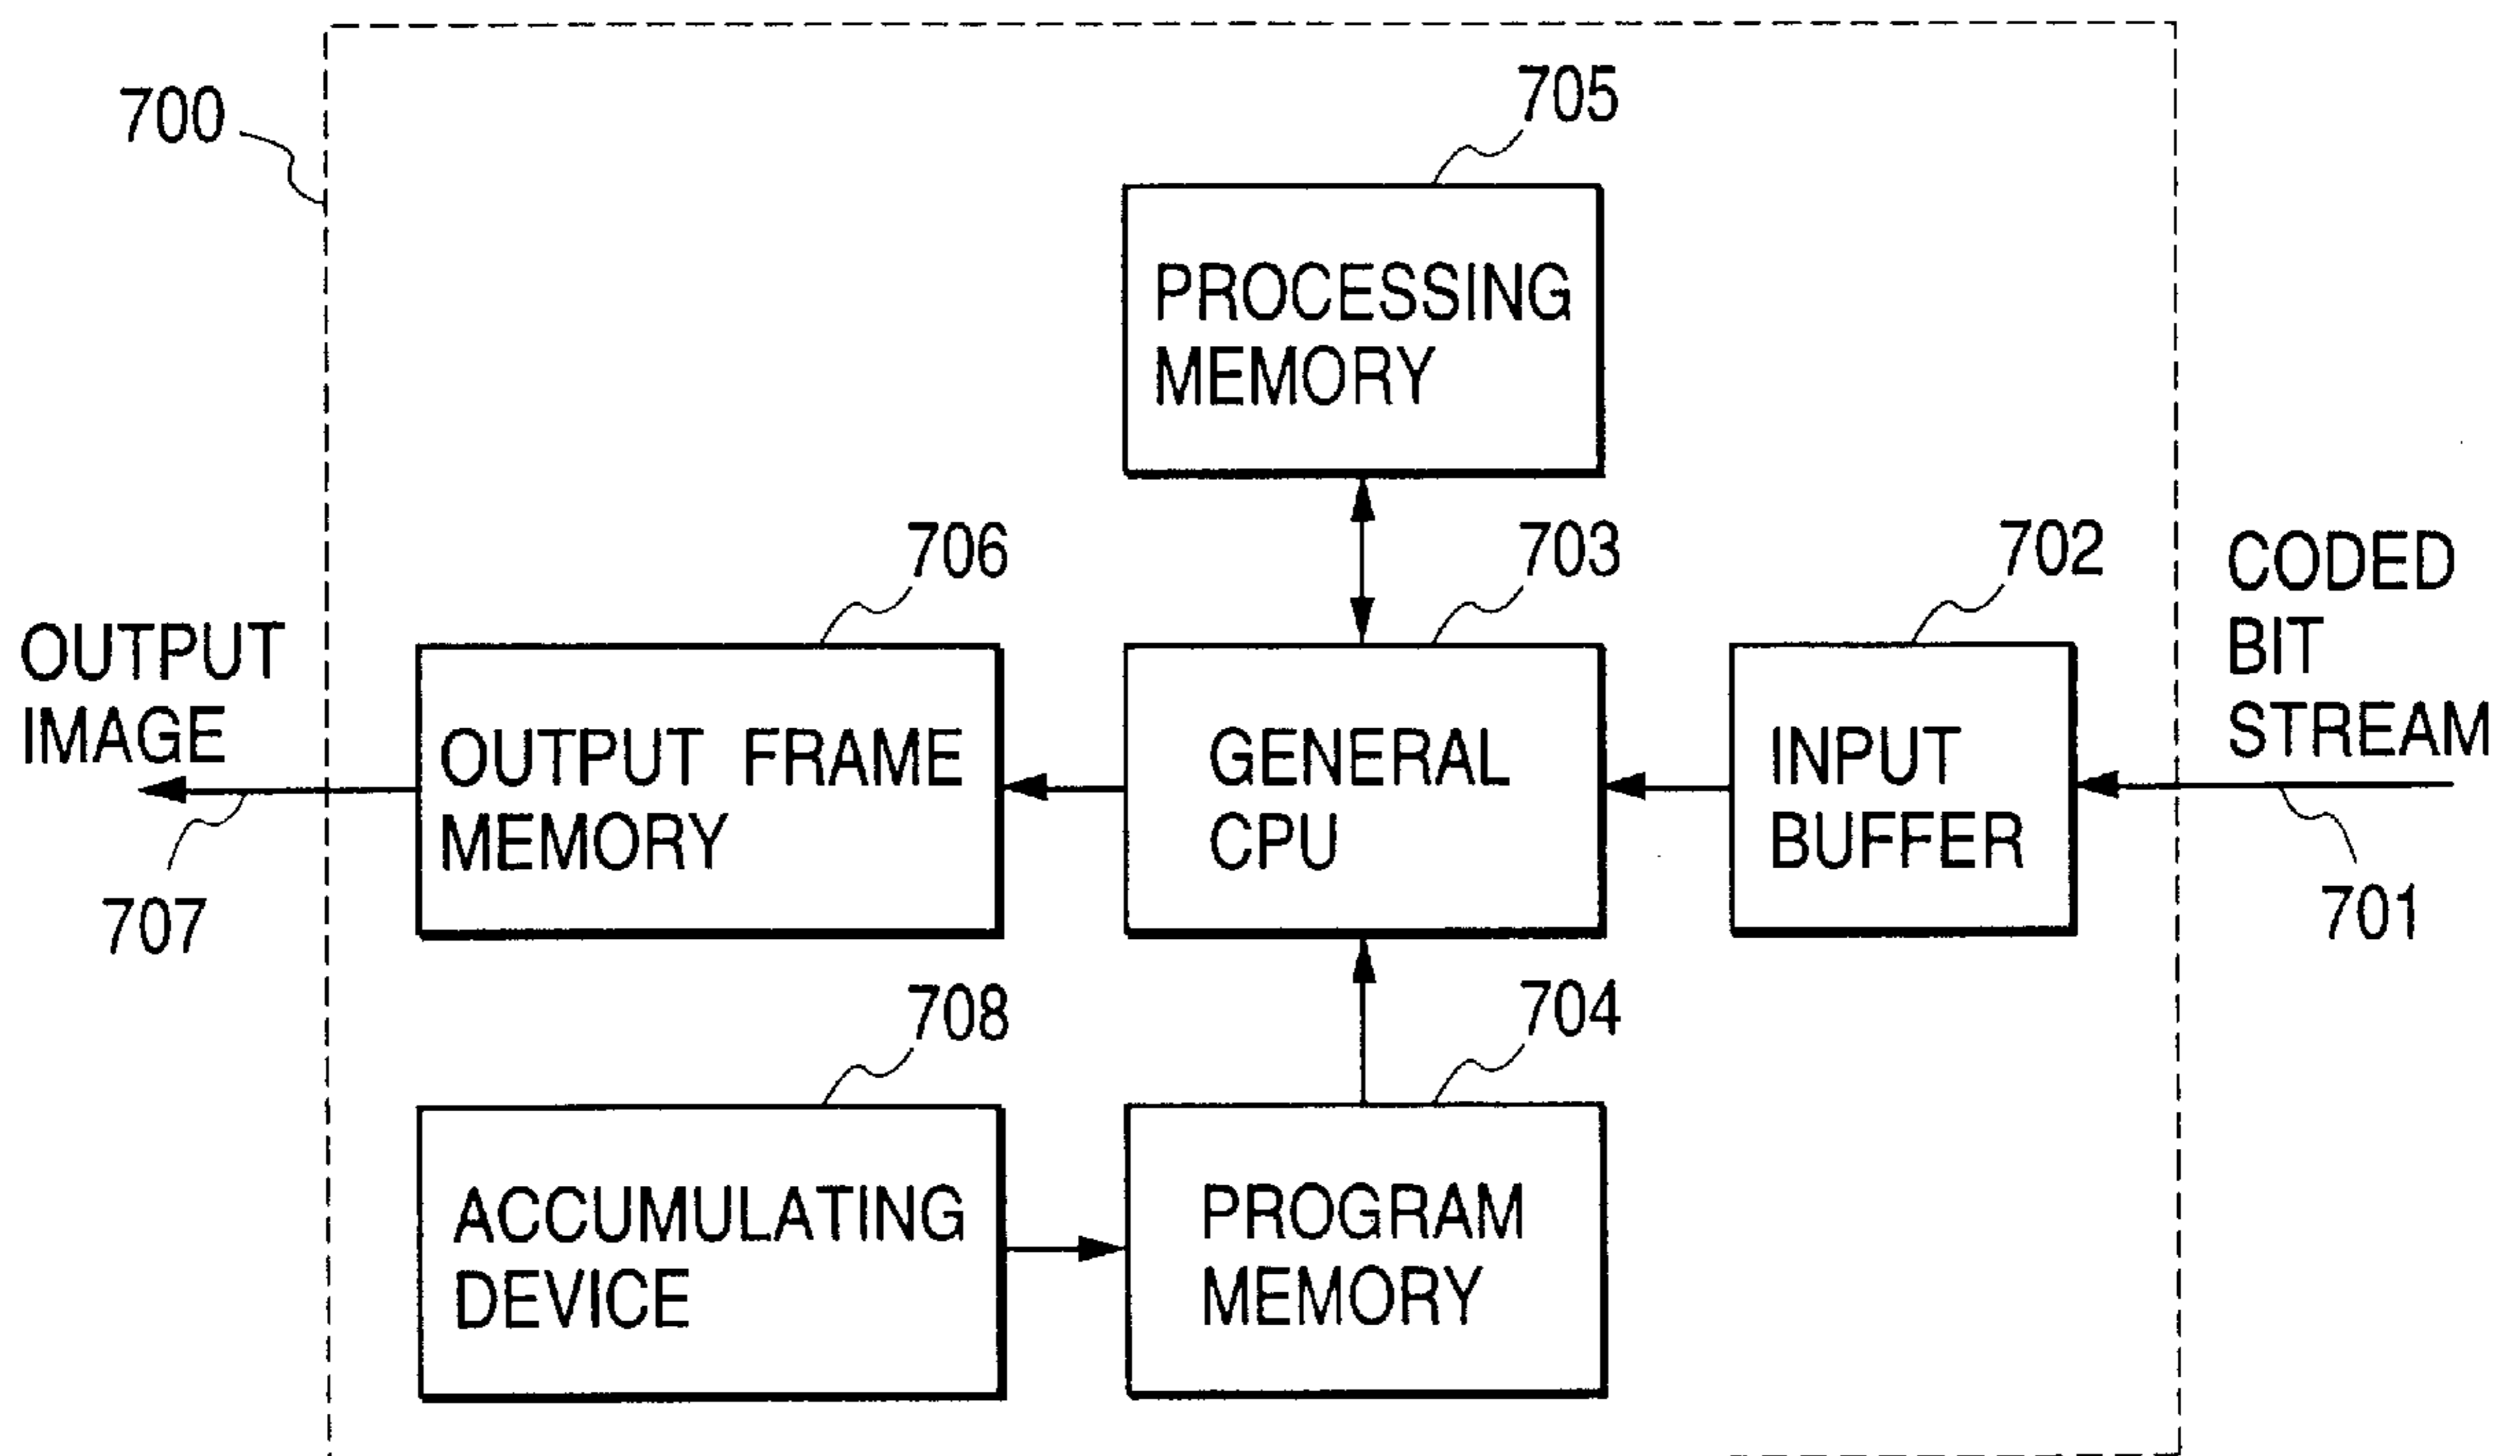 700
705
PROCESSING
MEMORY
706
703
702
CODED
BIT
STREAM
OUTPUT
IMAGE
OUTPUT FRAME
MEMORY
GENERAL
CPU
INPUT
BUFFER
707
701
708
704
ACCUMULATING
DEVICE
PROGRAM
MEMORY